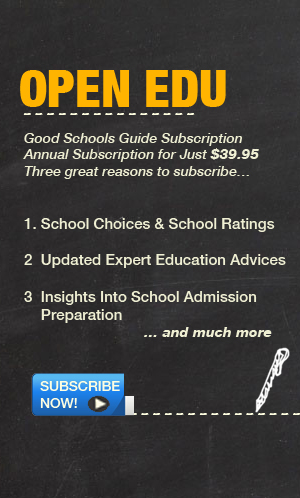 OPEN EDU
Good Schools Guide Subscription
Annual Subscription for Just $39.95
Three great reasons to subscribe...
1. School Choices & School Ratings
2 Updated Expert Education Advices
3 Insights Into School Admission
Preparation
... and much more
SUBSCRIBE
NOW!